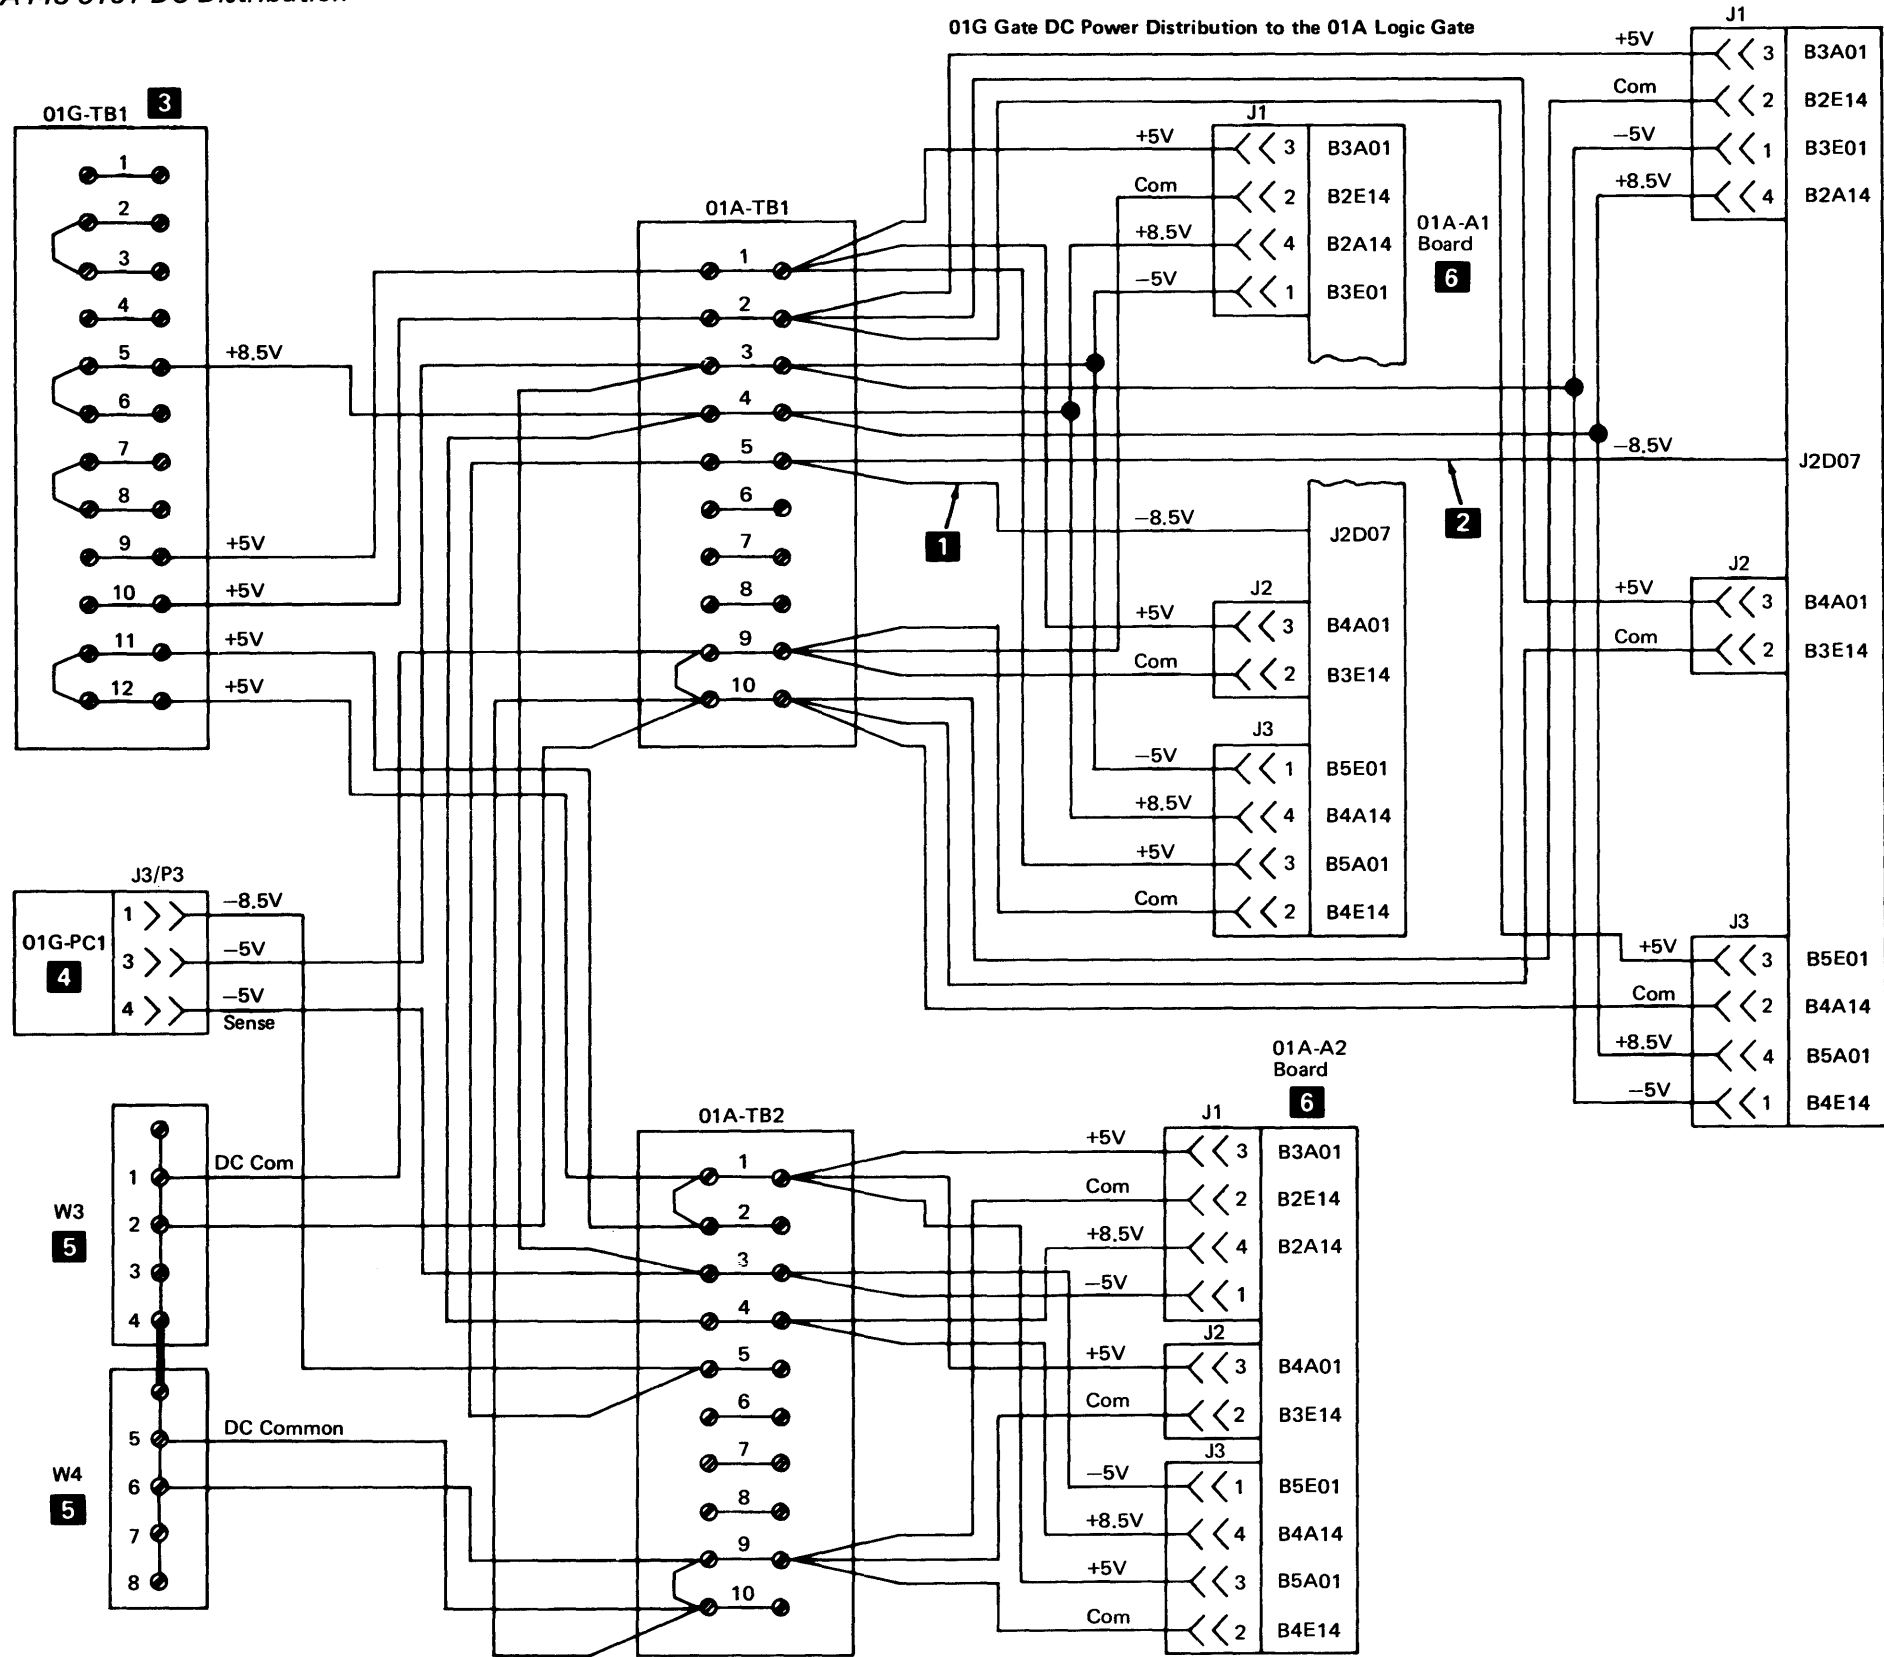 01G Gate DC Power Distribution to the 01A Logic Gate
01G-TB1 3
1
2
3
4
5 +8.5V
6
7
8
9 +5V
10 +5V
11 +5V
12 +5V
J3/P3
01G-PC1
4
1 −8.5V
3 −5V
4 −5V
Sense
W3
5
1 DC Com
2
3
4
W4
5
5 DC Common
6
7
8
01A-TB1
1
2
3
4
5
6
7
8
9
10
1
2
01A-TB2
1
2
3
4
5
6
7
8
9
10
01A-A1
Board
6
J1
+5V 3 B3A01
Com 2 B2E14
+8.5V 4 B2A14
−5V 1 B3E01
−8.5V J2D07
J2
+5V 3 B4A01
Com 2 B3E14
J3
−5V 1 B5E01
+8.5V 4 B4A14
+5V 3 B5A01
Com 2 B4E14
01A-A2
Board
6
J1
+5V 3 B3A01
Com 2 B2E14
+8.5V 4 B2A14
−5V 1
J2
+5V 3 B4A01
Com 2 B3E14
J3
−5V 1 B5E01
+8.5V 4 B4A14
+5V 3 B5A01
Com 2 B4E14
J1
+5V 3 B3A01
Com 2 B2E14
−5V 1 B3E01
+8.5V 4 B2A14
−8.5V J2D07
J2
+5V 3 B4A01
Com 2 B3E14
J3
+5V 3 B5E01
Com 2 B4A14
+8.5V 4 B5A01
−5V 1 B4E14